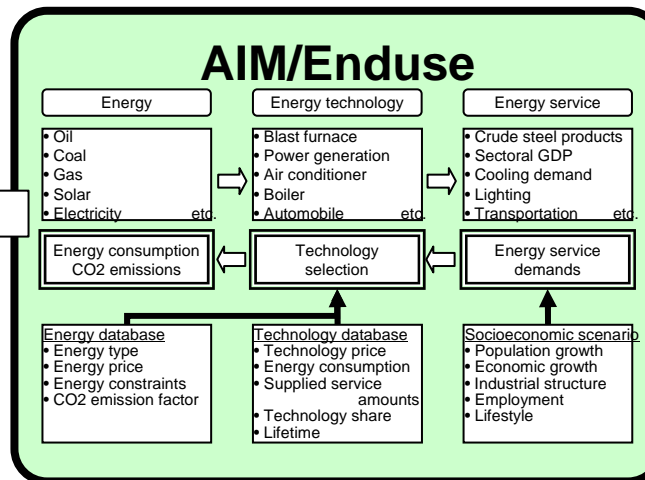 AIM/Enduse
Energy
Energy technology
Energy service
• Oil
• Coal
• Gas
• Solar
• Electricity etc.
• Blast furnace
• Power generation
• Air conditioner
• Boiler
• Automobile etc.
• Crude steel products
• Sectoral GDP
• Cooling demand
• Lighting
• Transportation etc.
Energy consumption
CO2 emissions
Technology
selection
Energy service
demands
Energy database
• Energy type
• Energy price
• Energy constraints
• CO2 emission factor
Technology database
• Technology price
• Energy consumption
• Supplied service
amounts
• Technology share
• Lifetime
Socioeconomic scenario
• Population growth
• Economic growth
• Industrial structure
• Employment
• Lifestyle